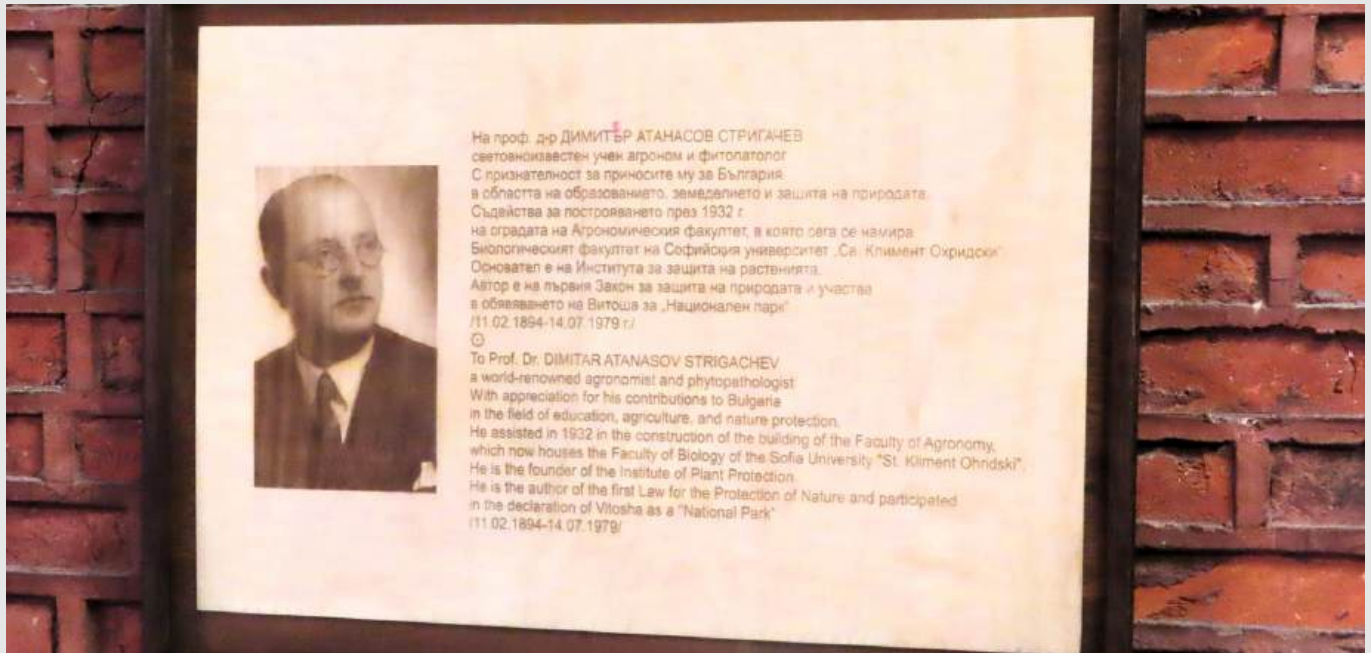 На проф. д-р ДИМИТЪР АТАНАСОВ СТРИГАЧЕВ
световноизвестен учен агроном и фитопатолог
С признателност за приносите му за България
в областта на образованието, земеделието и защита на природата.
Съдейства за построяването през 1932 г.
на сградата на Агрономическия факултет, в която сега се намира
Биологическият факултет на Софийския университет „Св. Климент Охридски"
Основател е на Института за защита на растенията.
Автор е на първия Закон за защита на природата и участва
в обявяването на Витоша за „Национален парк"
/11.02.1894-14.07.1979 г./
To Prof. Dr. DIMITAR ATANASOV STRIGACHEV
a world-renowned agronomist and phytopathologist
With appreciation for his contributions to Bulgaria
in the field of education, agriculture, and nature protection.
He assisted in 1932 in the construction of the building of the Faculty of Agronomy,
which now houses the Faculty of Biology of the Sofia University "St. Kliment Ohridski".
He is the founder of the Institute of Plant Protection.
He is the author of the first Law for the Protection of Nature and participated
in the declaration of Vitosha as a "National Park"
/11.02.1894-14.07.1979/